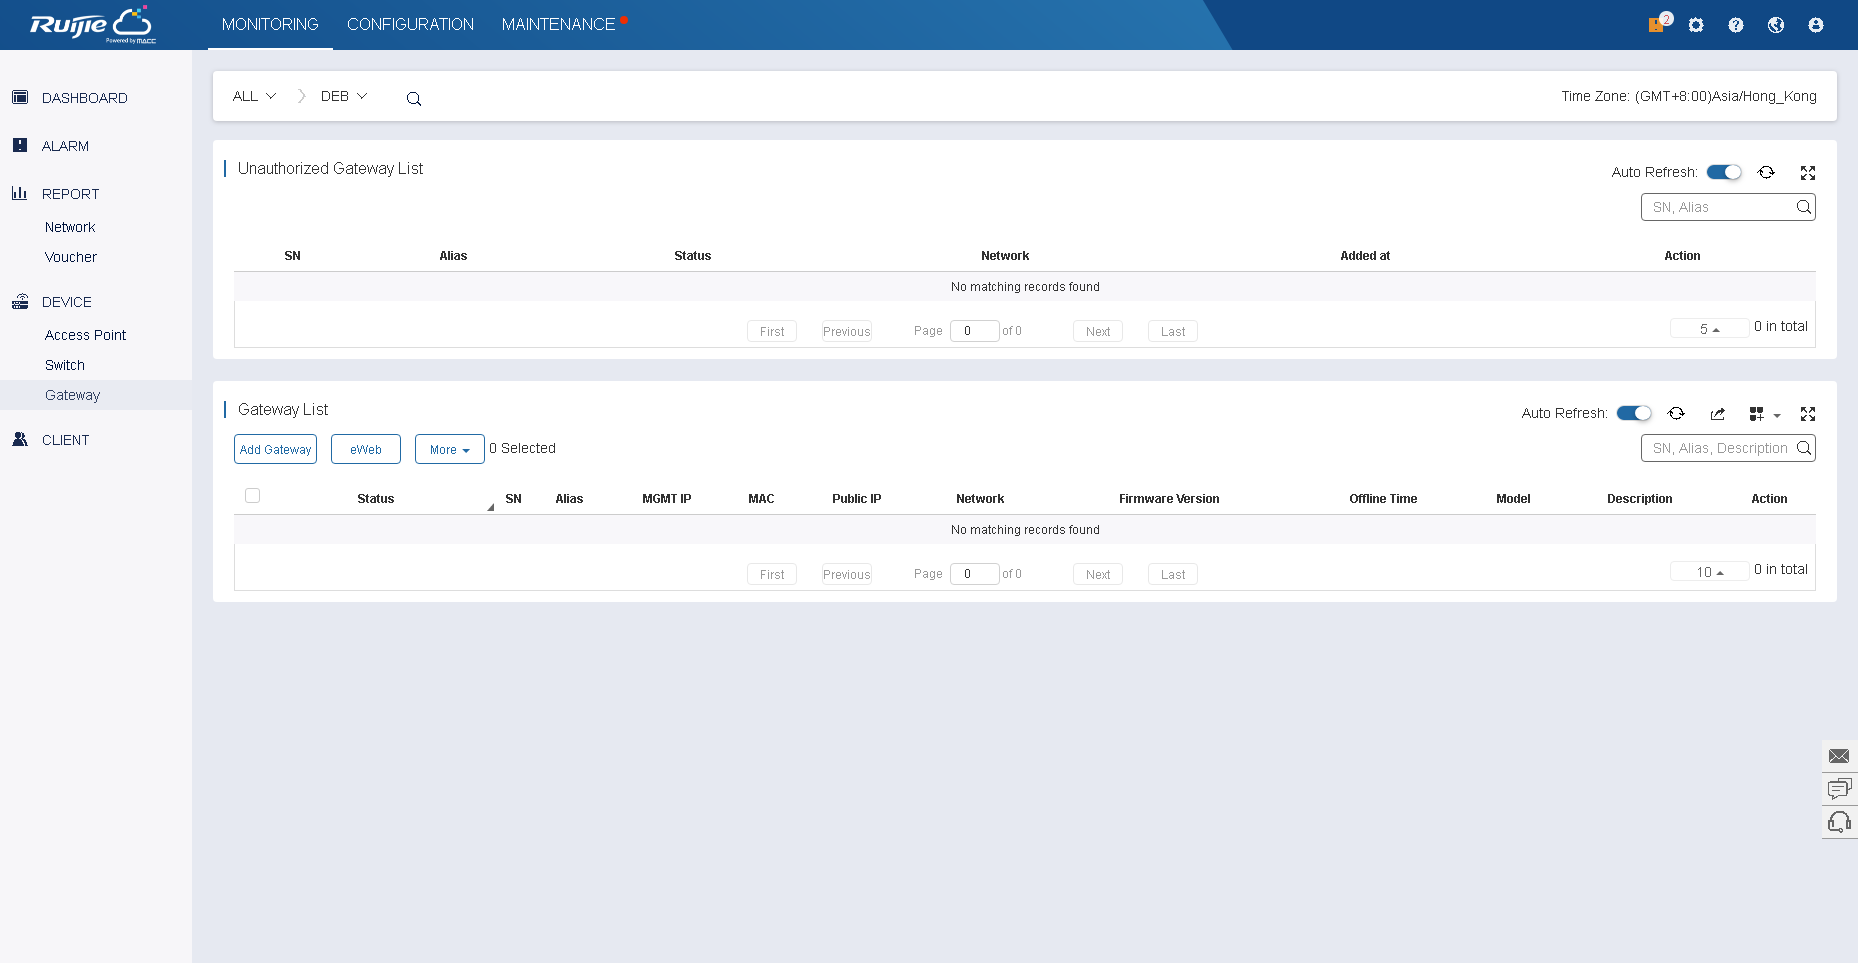 Ruijie
Powered by MACC
MONITORING CONFIGURATION MAINTENANCE
2
DASHBOARD
ALARM
REPORT
Network
Voucher
DEVICE
Access Point
Switch
Gateway
CLIENT
ALL DEB
Time Zone: (GMT+8:00)Asia/Hong_Kong
Unauthorized Gateway List
Auto Refresh:
SN, Alias
SN Alias Status Network Added at Action
No matching records found
First Previous Page 0 of 0 Next Last 5 0 in total
Gateway List
Auto Refresh:
Add Gateway eWeb More 0 Selected
SN, Alias, Description
Status SN Alias MGMT IP MAC Public IP Network Firmware Version Offline Time Model Description Action
No matching records found
First Previous Page 0 of 0 Next Last 10 0 in total